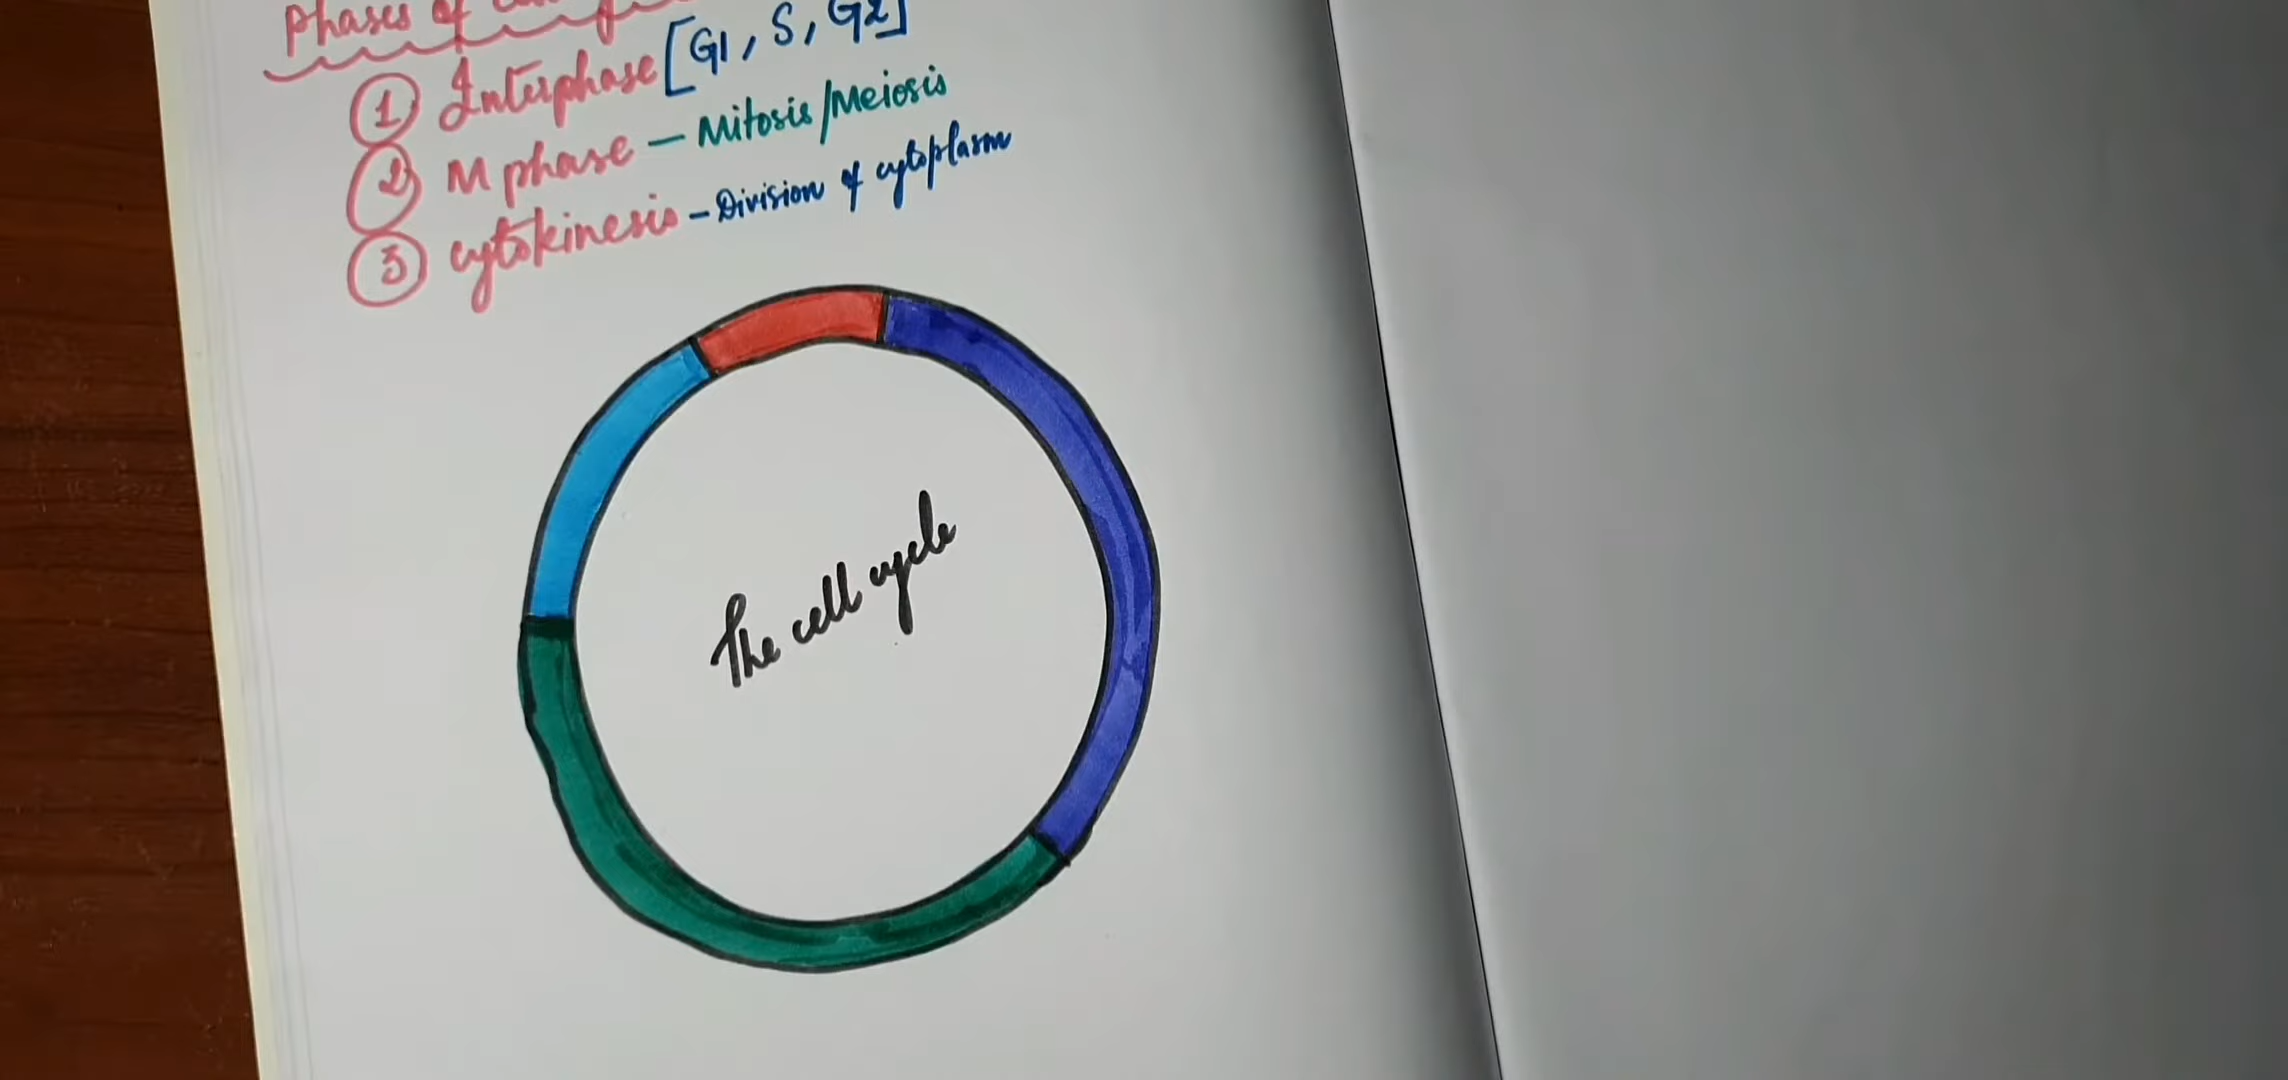 Phases of
① Interphase [G1, S, G2]
② M phase – Mitosis/Meiosis
③ cytokinesis – Division of cytoplasm
The cell cycle